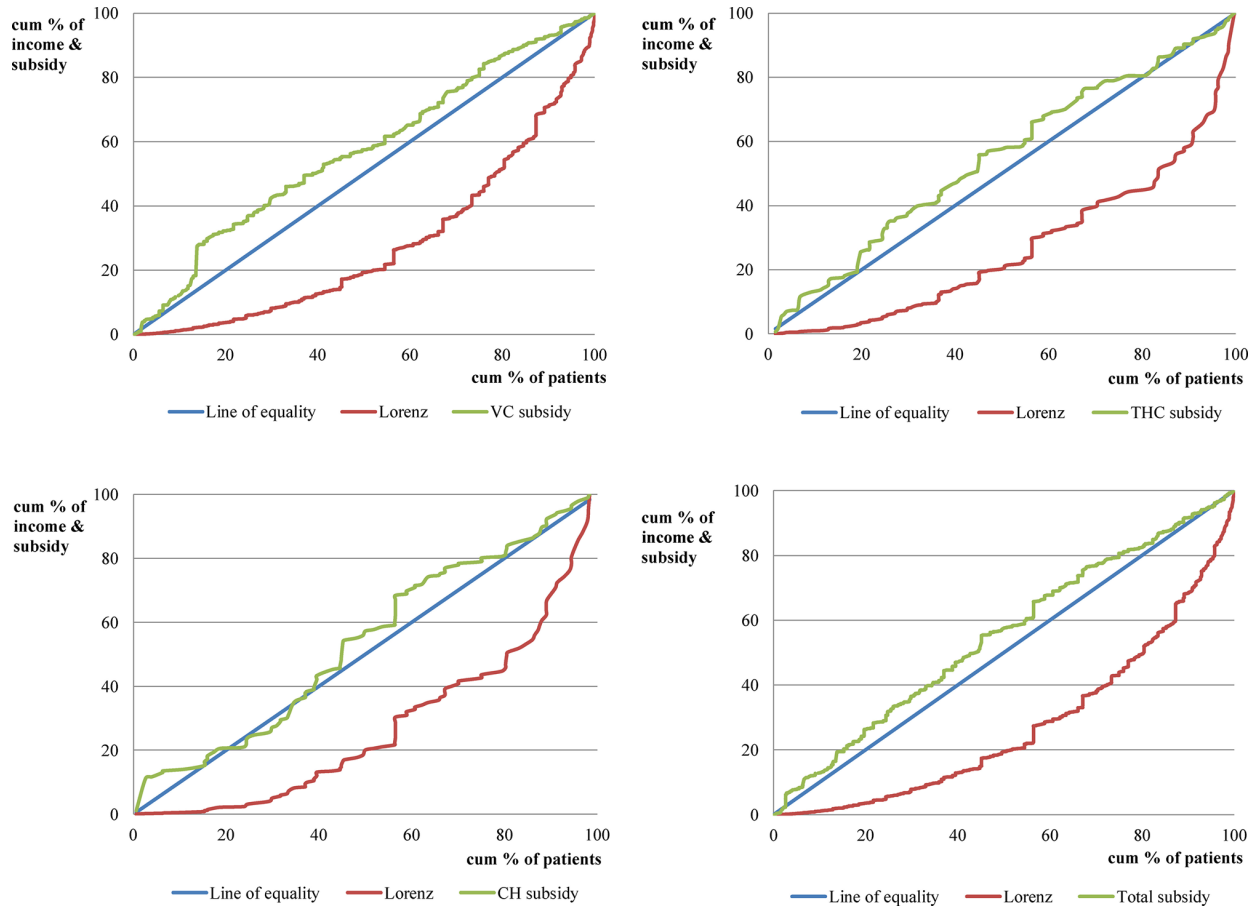 cum % of
income &
subsidy
100
80
60
40
20
0
0 20 40 60 80 100
cum % of patients
Line of equality Lorenz VC subsidy
cum % of
income &
subsidy
100
80
60
40
20
0
0 20 40 60 80 100
cum % of patients
Line of equality Lorenz THC subsidy
cum % of
income &
subsidy
100
80
60
40
20
0
0 20 40 60 80 100
cum % of patients
Line of equality Lorenz CH subsidy
cum % of
income &
subsidy
100
80
60
40
20
0
0 20 40 60 80 100
cum % of patients
Line of equality Lorenz Total subsidy